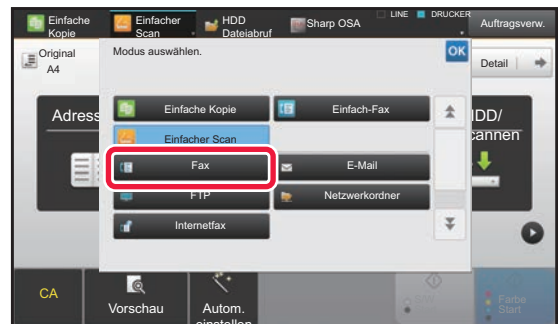 Einfache Kopie
Einfacher Scan
HDD Dateiabruf
Sharp OSA
LINE
DRUCKER
Auftragsverw.
Original
A4
Modus auswählen.
OK
Detail
Adress
HDD/
cannen
Einfache Kopie
Einfach-Fax
Einfacher Scan
Fax
E-Mail
FTP
Netzwerkordner
Internetfax
CA
Vorschau
Autom.
einstellen
Farbe
Start